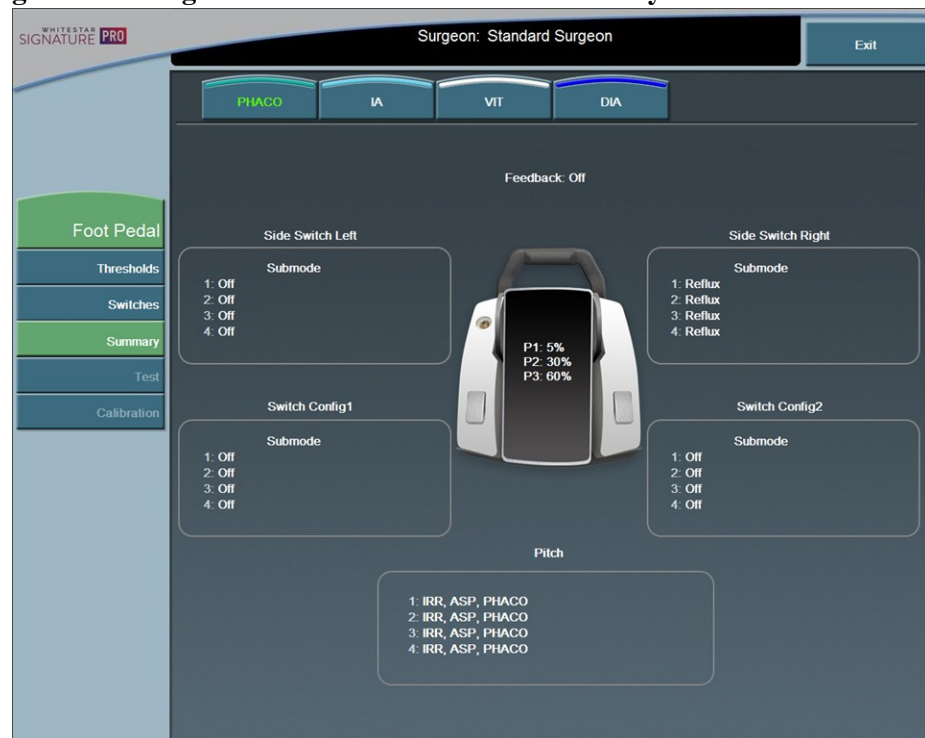 WHITESTAR
SIGNATURE PRO
Surgeon: Standard Surgeon
Exit
PHACO
IA
VIT
DIA
Feedback: Off
Foot Pedal
Thresholds
Switches
Summary
Test
Calibration
Side Switch Left
Submode
1: Off
2: Off
3: Off
4: Off
Side Switch Right
Submode
1: Reflux
2: Reflux
3: Reflux
4: Reflux
P1: 5%
P2: 30%
P3: 60%
Switch Config1
Submode
1: Off
2: Off
3: Off
4: Off
Switch Config2
Submode
1: Off
2: Off
3: Off
4: Off
Pitch
1: IRR, ASP, PHACO
2: IRR, ASP, PHACO
3: IRR, ASP, PHACO
4: IRR, ASP, PHACO